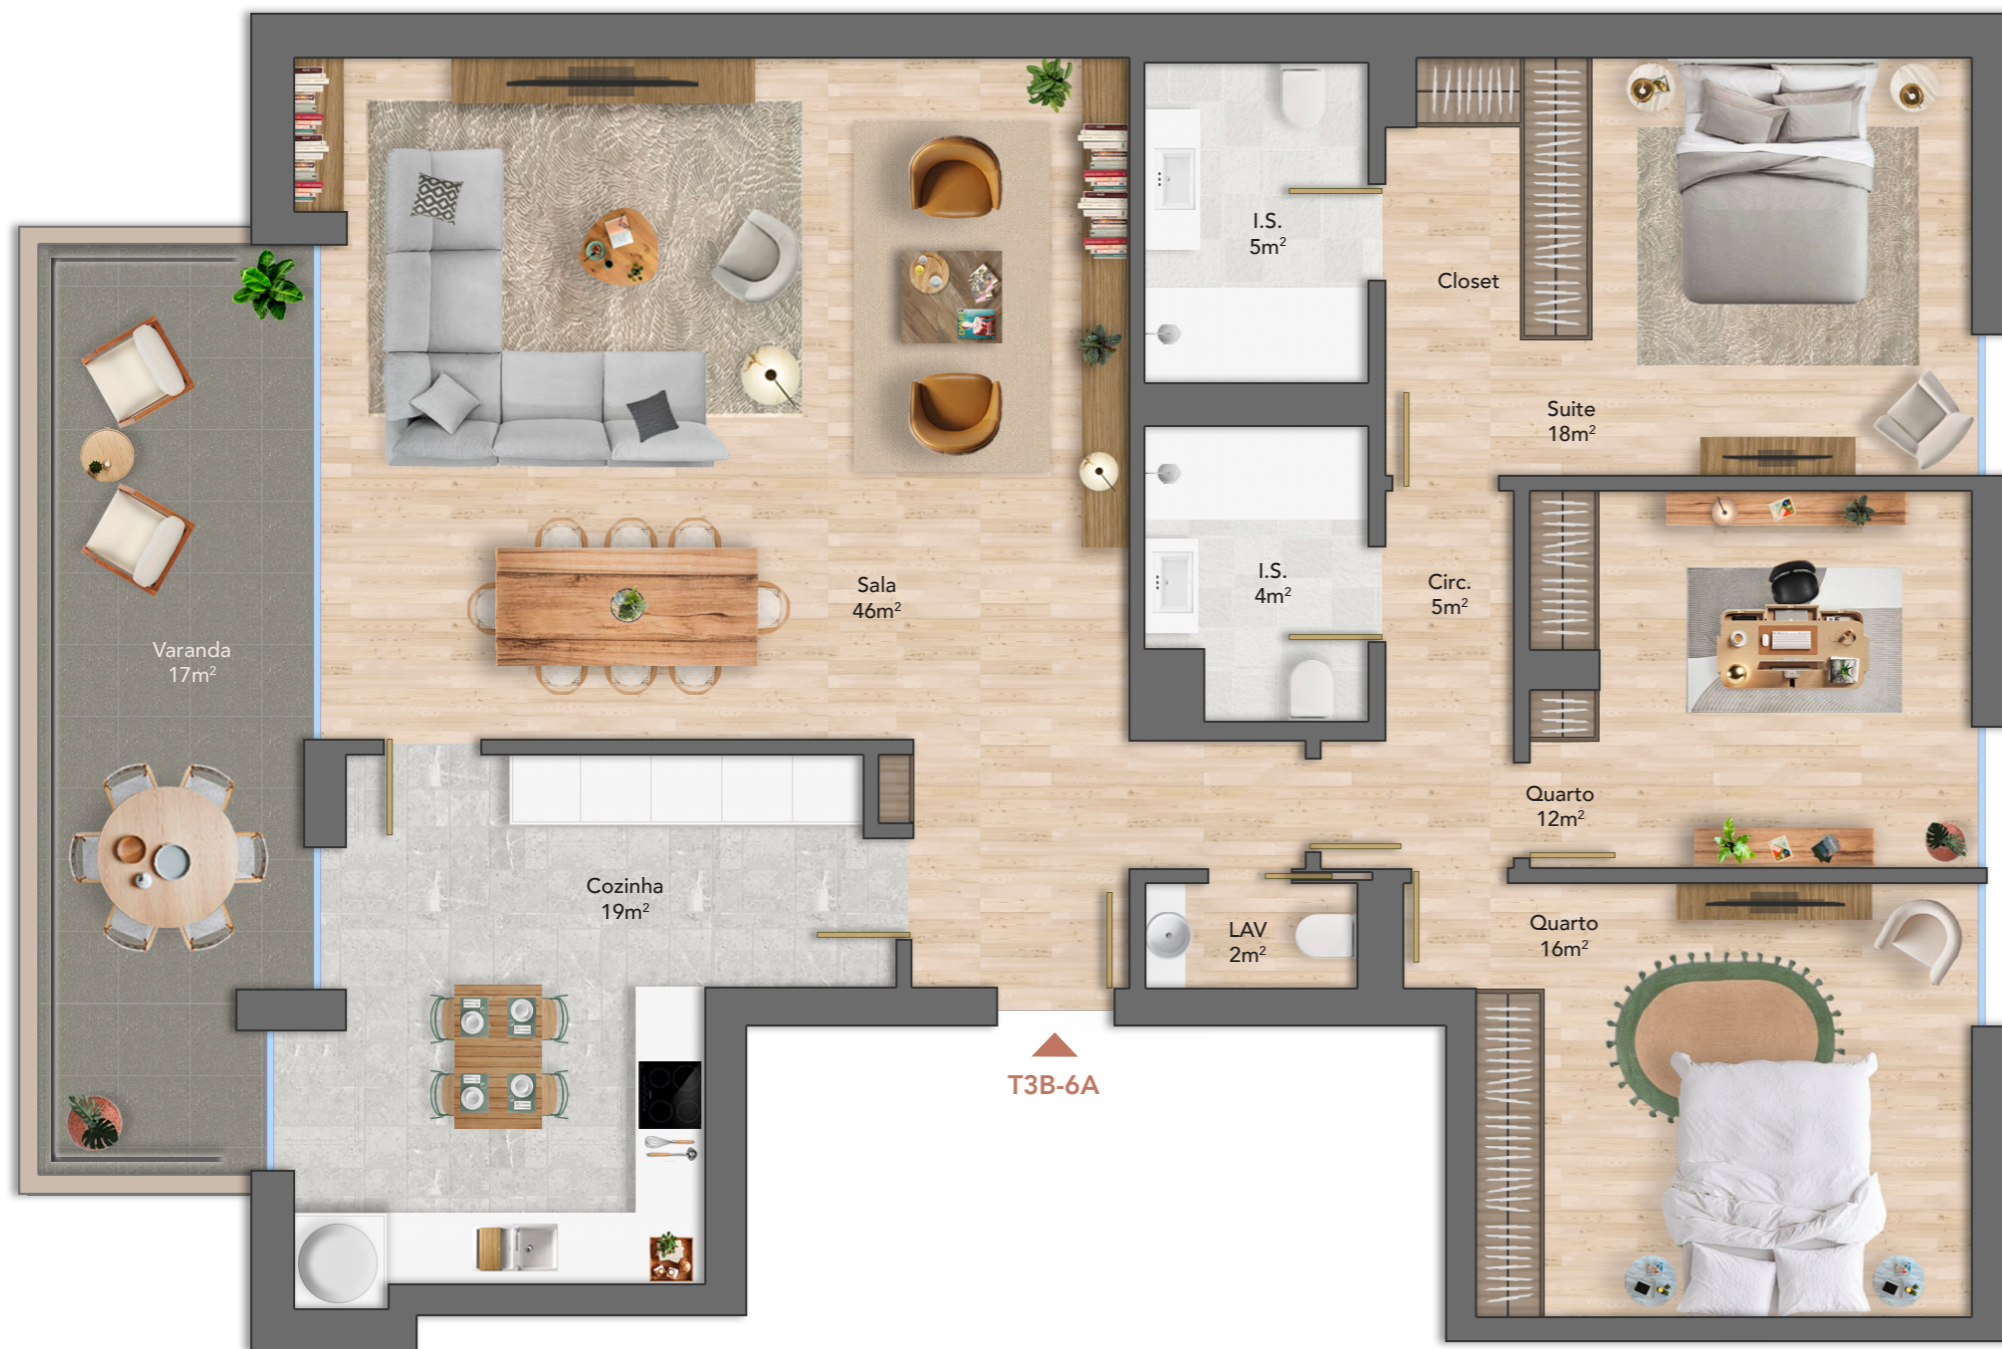 I.S.
5m²
Closet
Suite
18m²
Sala
46m²
I.S.
4m²
Circ.
5m²
Varanda
17m²
Quarto
12m²
Cozinha
19m²
LAV
2m²
Quarto
16m²
T3B-6A